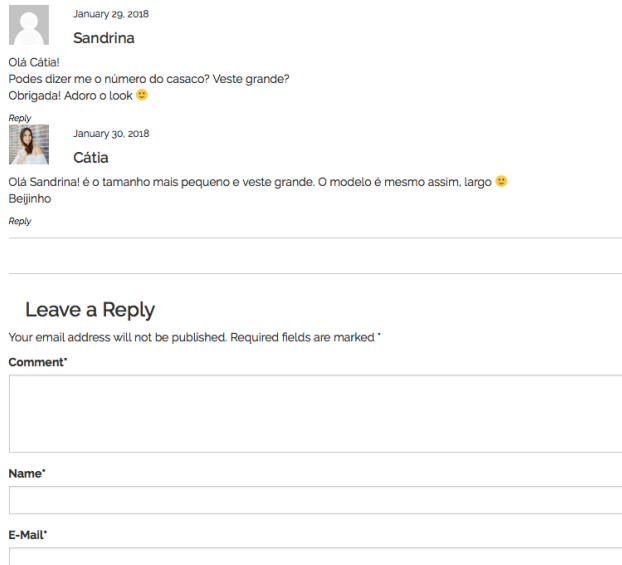 January 29, 2018
Sandrina
Olá Cátia!
Podes dizer me o número do casaco? Veste grande?
Obrigada! Adoro o look 🙂
Reply
January 30, 2018
Cátia
Olá Sandrina! é o tamanho mais pequeno e veste grande. O modelo é mesmo assim, largo 🙂
Beijinho
Reply
Leave a Reply
Your email address will not be published. Required fields are marked *
Comment*
Name*
E-Mail*